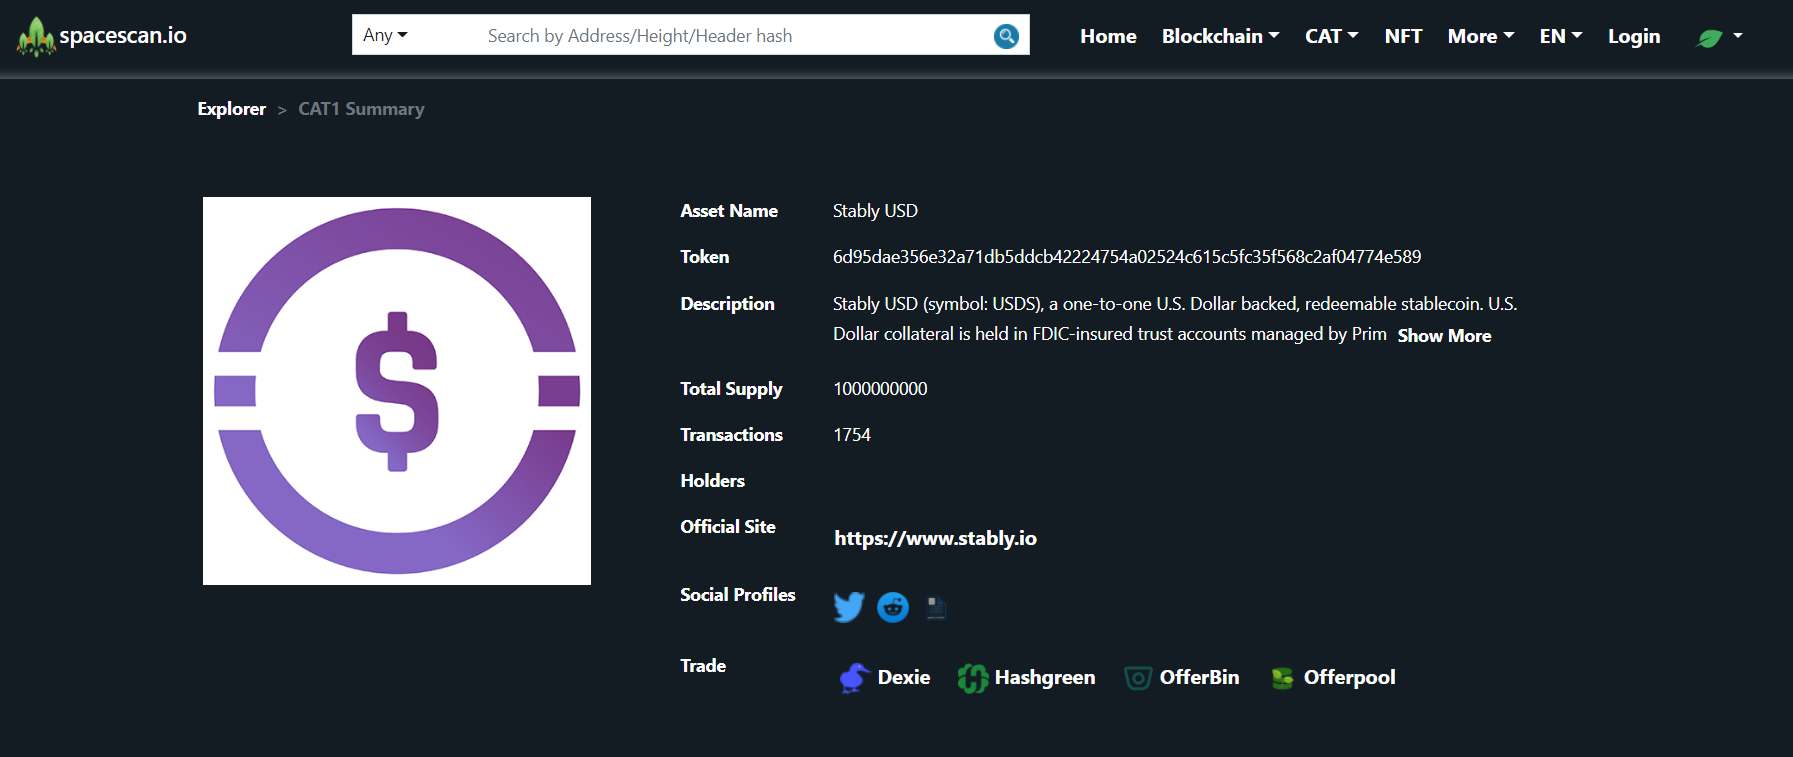 spacescan.io
Any
Search by Address/Height/Header hash
Home Blockchain CAT NFT More EN Login
Explorer > CAT1 Summary
$
Asset Name Stably USD
Token 6d95dae356e32a71db5ddcb42224754a02524c615c5fc35f568c2af04774e589
Description Stably USD (symbol: USDS), a one-to-one U.S. Dollar backed, redeemable stablecoin. U.S.
Dollar collateral is held in FDIC-insured trust accounts managed by Prim Show More
Total Supply 1000000000
Transactions 1754
Holders
Official Site https://www.stably.io
Social Profiles
Trade Dexie Hashgreen OfferBin Offerpool